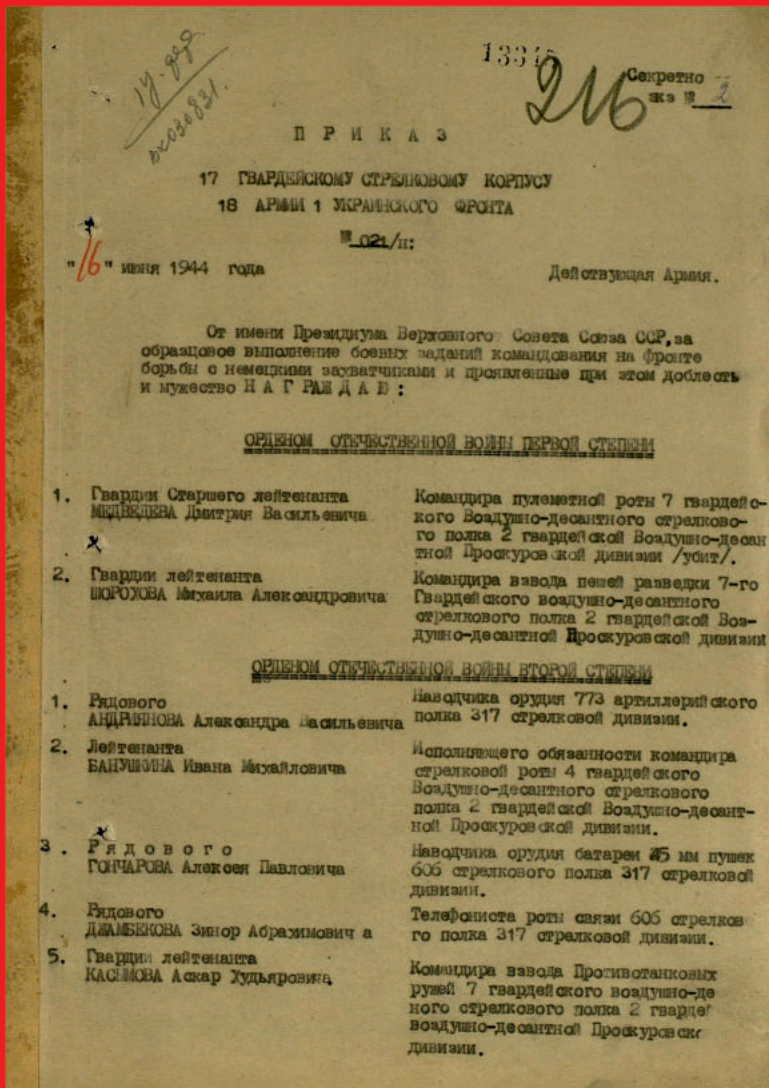 17. дер
вх030831.
1334
216
Секретно
экз № 2
П Р И К А З
17 ГВАРДЕЙСКОМУ СТРЕЛКОВОМУ КОРПУСУ
18 АРМИИ 1 УКРАИНСКОГО ФРОНТА
№ 021/н:
"16" июня 1944 года
Действующая Армия.
От имени Президиума Верховного Совета Союза ССР,за
образцовое выполнение боевых заданий командования на фронте
борьбы с немецкими захватчиками и проявленные при этом доблесть
и мужество Н А Г РАЖ Д А Ю :
ОРДЕНОМ ОТЕЧЕСТВЕННОЙ ВОЙНЫ ПЕРВОЙ СТЕПЕНИ
1. Гвардии Старшего лейтенанта
МЕДВЕДЕВА Дмитрия Васильевича
Командира пулеметной роты 7 гвардейс-
кого Воздушно-десантного стрелково-
го полка 2 гвардейской Воздушно-десан
тной Проскуровской дивизии /убит/.
2. Гвардии лейтенанта
ШОРОХОВА Михаила Александровича
Командира взвода пешей разведки 7-го
Гвардейского воздушно-десантного
стрелкового полка 2 гвардейской Воз-
душно-десантной Проскуровской дивизии
ОРДЕНОМ ОТЕЧЕСТВЕННОЙ ВОЙНЫ ВТОРОЙ СТЕПЕНИ
1. Рядового
АНДРИЯНОВА Александра Васильевича
Наводчика орудия 773 артиллерийского
полка 317 стрелковой дивизии.
2. Лейтенанта
БАНУШКИНА Ивана Михайловича
Исполняющего обязанности командира
стрелковой роты 4 гвардейского
Воздушно-десантного стрелкового
полка 2 гвардейской Воздушно-десант-
ной Проскуровской дивизии.
3 . Р я д о в о г о
ГОНЧАРОВА Алексея Павловича
Наводчика орудия батареи 45 мм пушек
606 стрелкового полка 317 стрелковой
дивизии.
4. Рядового
ДЖАМБЕКОВА Зинор Абрахимович а
Телефониста роты связи 606 стрелков
го полка 317 стрелковой дивизии.
5. Гвардии лейтенанта
КАСЫМОВА Аскар Худьяровича
Командира взвода Противотанковых
ружей 7 гвардейского воздушно-де
ного стрелкового полка 2 гварде
воздушно-десантной Проскуровск
дивизии.